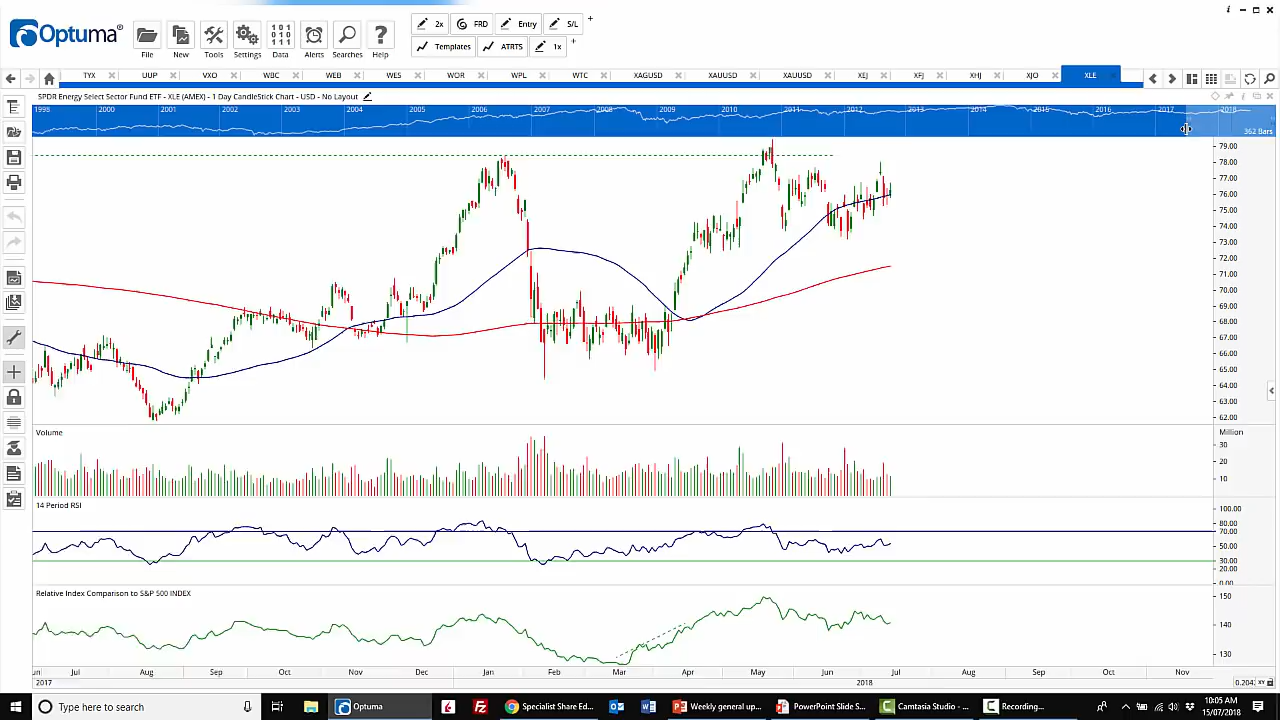 Optuma®
File New Tools Settings Data Alerts Searches Help
2x FRD Entry S/L
Templates ATRTS 1x
TYX UUP VXO WBC WEB WES WOR WPL WTC XAGUSD XAUUSD XAUUSD XEJ XFJ XHJ XJO XLE
SPDR Energy Select Sector Fund ETF - XLE (AMEX) - 1 Day CandleStick Chart - USD - No Layout
1998 2000 2001 2002 2003 2004 2005 2006 2007 2008 2009 2010 2011 2012 2013 2014 2015 2016 2017 2018
362 Bars
79.00
78.00
77.00
76.00
75.00
73.00
72.00
71.00
70.00
69.00
68.00
67.00
66.00
65.00
64.00
63.00
62.00
Volume Million
30
20
10
14 Period RSI 100.00
80.00
70.00
50.00
30.00
20.00
0.00
Relative Index Comparison to S&P 500 INDEX 150
140
130
Jul Aug Sep Oct Nov Dec Jan Feb Mar Apr May Jun Jul Aug Sep Oct Nov
2017 2018
XY
Type here to search Optuma Specialist Share Ed... Weekly general up... PowerPoint Slide S... Camtasia Studio - ... Recording...
10:05 AM
15/07/2018